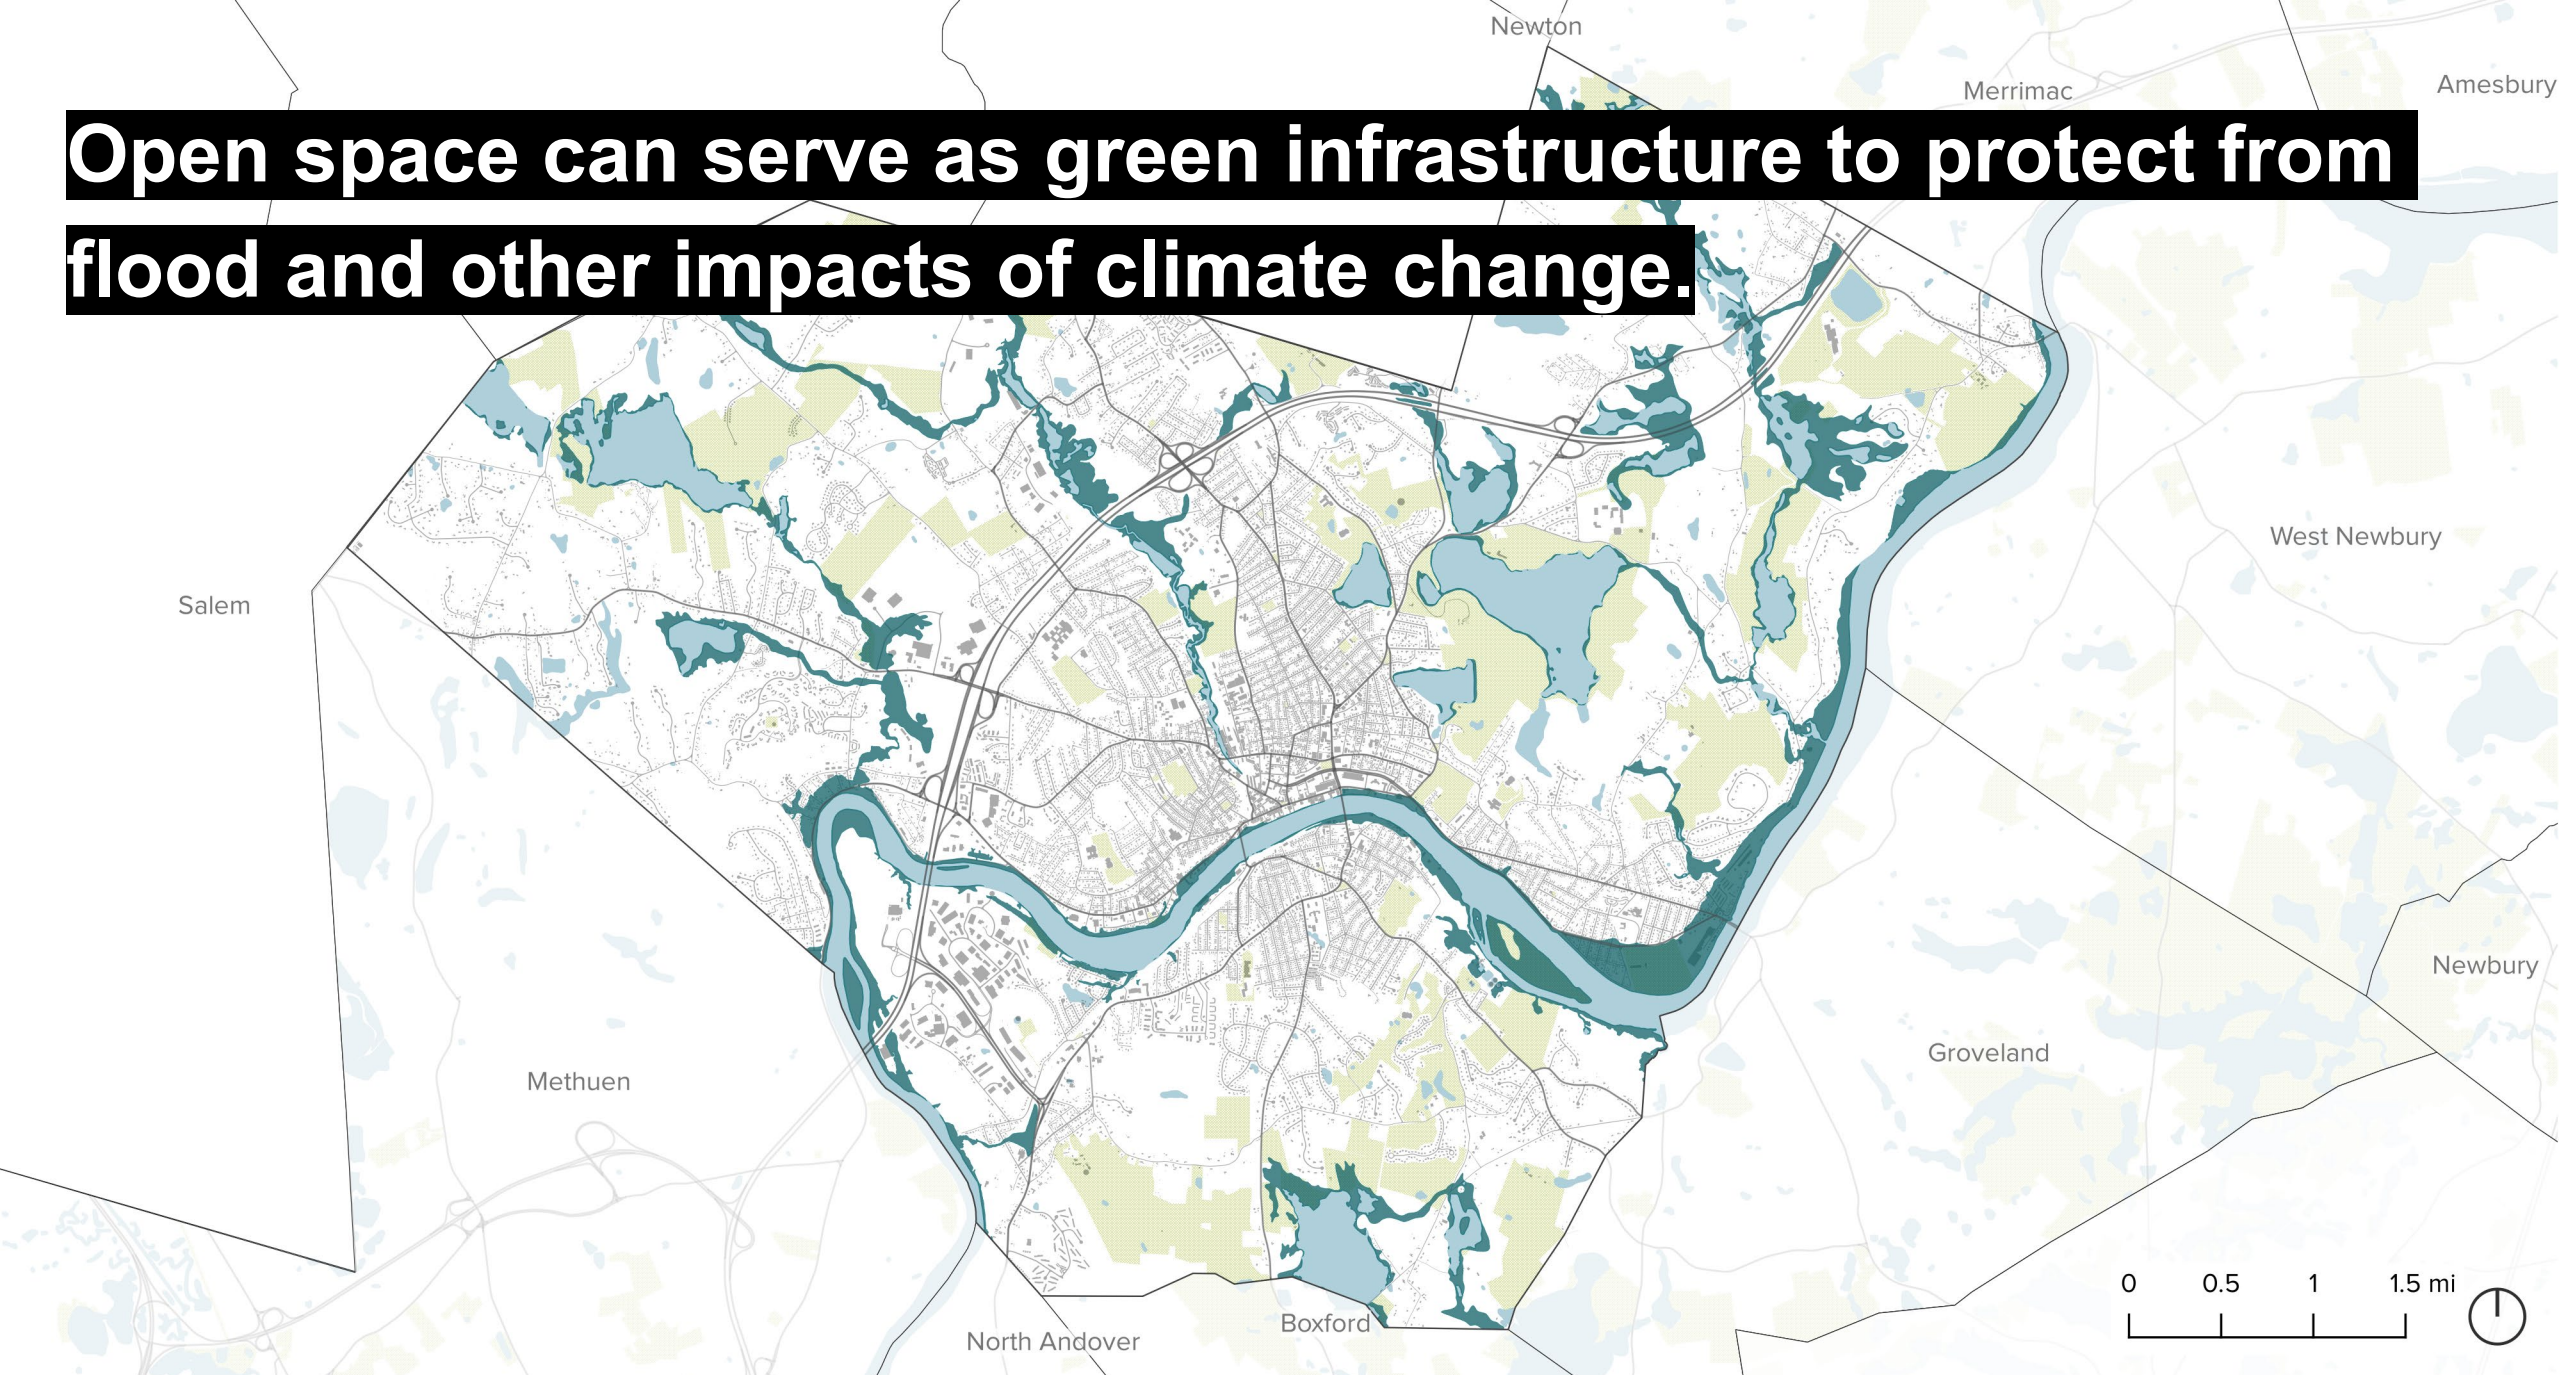 Newton
Merrimac
Amesbury
Open space can serve as green infrastructure to protect from
flood and other impacts of climate change.
West Newbury
Salem
Newbury
Groveland
Methuen
0 0.5 1 1.5 mi
Boxford
North Andover